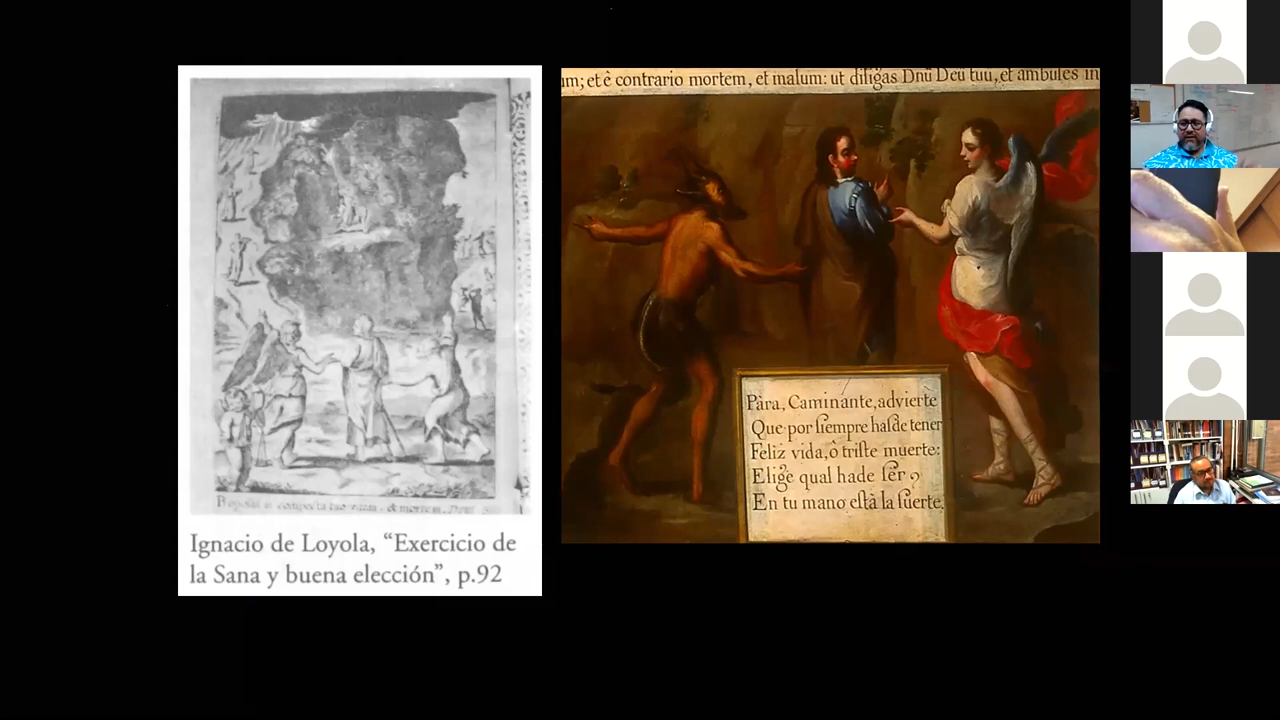 Ignacio de Loyola, “Exercicio de
la Sana y buena elección”, p.92
um; et ê contrario mortem, et malum: ut diligas Dnũ Deũ tuũ, et ambules in
Pàra, Caminante, advierte
Que por ſiempre haſde tener
Feliz vida, ò triſte muerte:
Elige qual hade ſer
En tu mano eſtà la ſuerte.